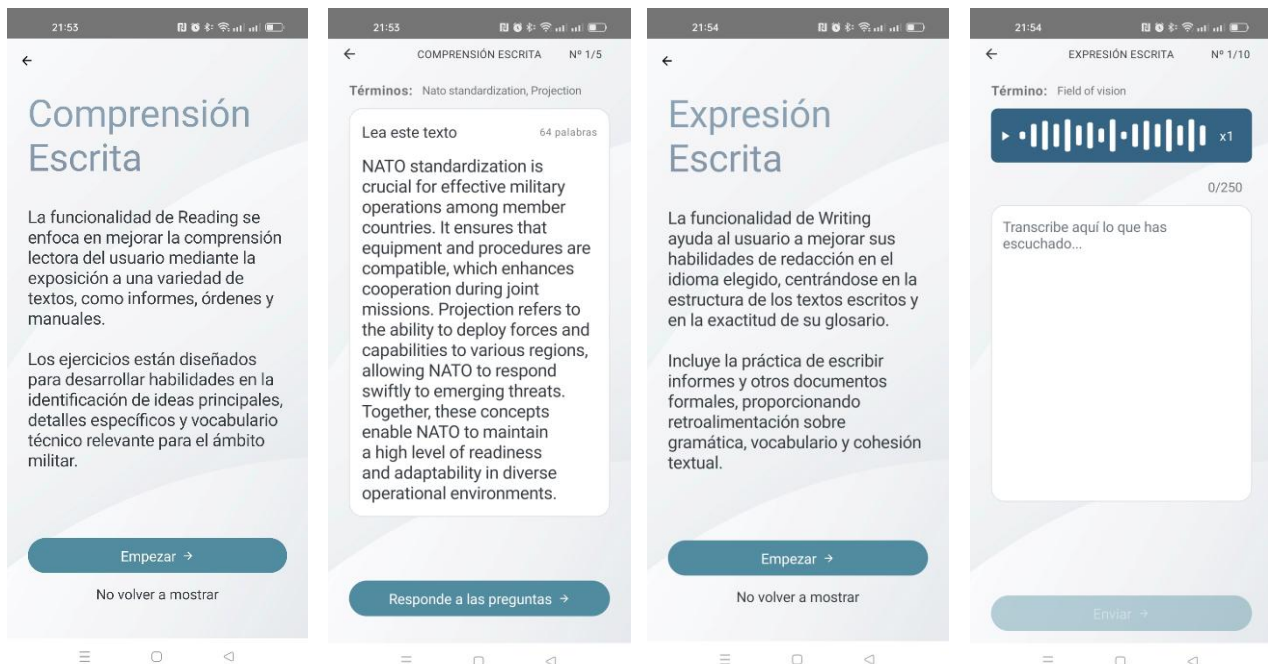 21:53
←
Comprensión
Escrita
La funcionalidad de Reading se
enfoca en mejorar la comprensión
lectora del usuario mediante la
exposición a una variedad de
textos, como informes, órdenes y
manuales.
Los ejercicios están diseñados
para desarrollar habilidades en la
identificación de ideas principales,
detalles específicos y vocabulario
técnico relevante para el ámbito
militar.
Empezar →
No volver a mostrar
21:53
← COMPRENSIÓN ESCRITA Nº 1/5
Términos: Nato standardization, Projection
Lea este texto 64 palabras
NATO standardization is
crucial for effective military
operations among member
countries. It ensures that
equipment and procedures are
compatible, which enhances
cooperation during joint
missions. Projection refers to
the ability to deploy forces and
capabilities to various regions,
allowing NATO to respond
swiftly to emerging threats.
Together, these concepts
enable NATO to maintain
a high level of readiness
and adaptability in diverse
operational environments.
Responde a las preguntas →
21:54
←
Expresión
Escrita
La funcionalidad de Writing
ayuda al usuario a mejorar sus
habilidades de redacción en el
idioma elegido, centrándose en la
estructura de los textos escritos y
en la exactitud de su glosario.
Incluye la práctica de escribir
informes y otros documentos
formales, proporcionando
retroalimentación sobre
gramática, vocabulario y cohesión
textual.
Empezar →
No volver a mostrar
21:54
← EXPRESIÓN ESCRITA Nº 1/10
Término: Field of vision
x1
0/250
Transcribe aquí lo que has
escuchado...
Enviar →